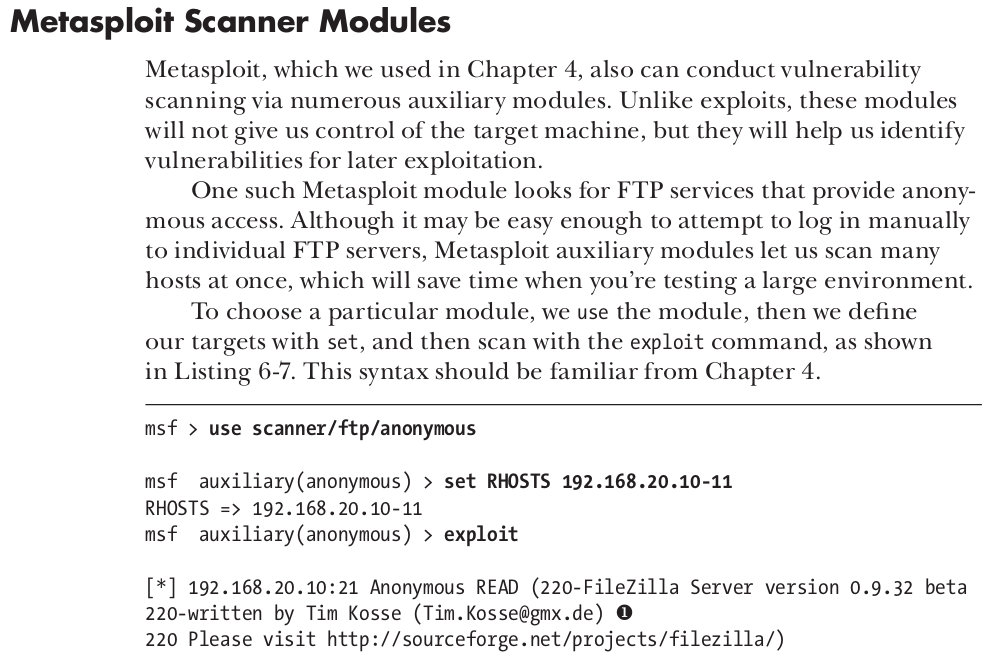 Metasploit Scanner Modules
Metasploit, which we used in Chapter 4, also can conduct vulnerability
scanning via numerous auxiliary modules. Unlike exploits, these modules
will not give us control of the target machine, but they will help us identify
vulnerabilities for later exploitation.
One such Metasploit module looks for FTP services that provide anony-
mous access. Although it may be easy enough to attempt to log in manually
to individual FTP servers, Metasploit auxiliary modules let us scan many
hosts at once, which will save time when you're testing a large environment.
To choose a particular module, we use the module, then we define
our targets with set, and then scan with the exploit command, as shown
in Listing 6-7. This syntax should be familiar from Chapter 4.
msf > use scanner/ftp/anonymous
msf  auxiliary(anonymous) > set RHOSTS 192.168.20.10-11
RHOSTS => 192.168.20.10-11
msf  auxiliary(anonymous) > exploit
[*] 192.168.20.10:21 Anonymous READ (220-FileZilla Server version 0.9.32 beta
220-written by Tim Kosse (Tim.Kosse@gmx.de) ❶
220 Please visit http://sourceforge.net/projects/filezilla/)